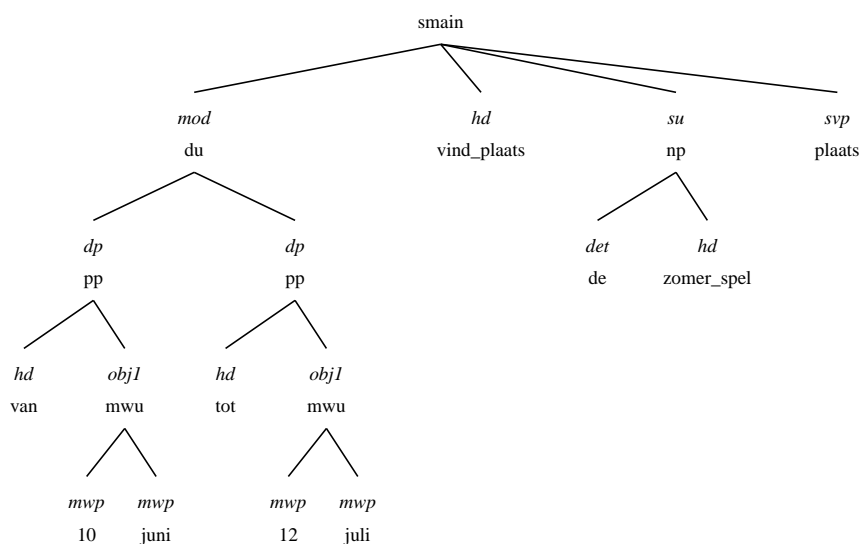 smain
mod hd su svp
du vind_plaats np plaats
dp dp det hd
pp pp de zomer_spel
hd obj1 hd obj1
van mwu tot mwu
mwp mwp mwp mwp
10 juni 12 juli